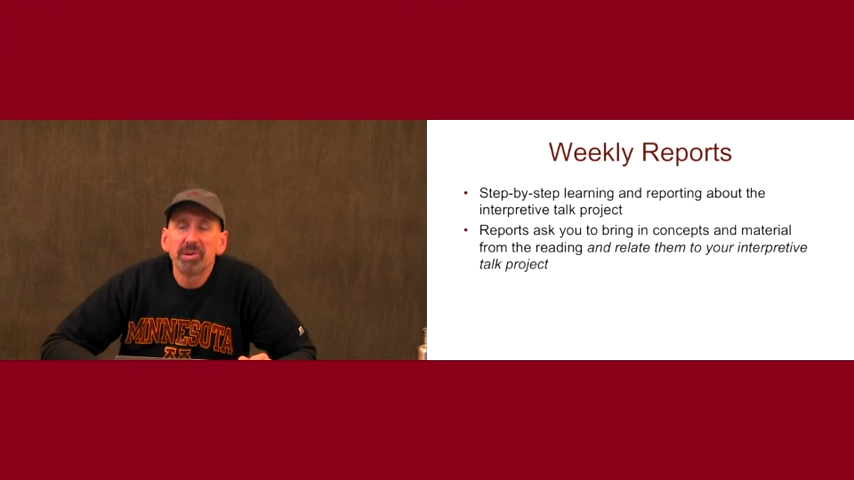 MINNESOTA
M
Weekly Reports
• Step-by-step learning and reporting about the
interpretive talk project
• Reports ask you to bring in concepts and material
from the reading and relate them to your interpretive
talk project